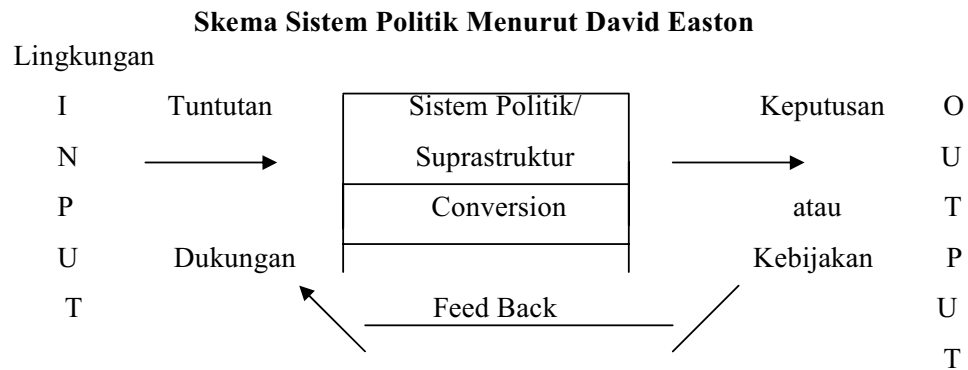 Skema Sistem Politik Menurut David Easton
Lingkungan
I Tuntutan Sistem Politik/ Keputusan O
N Suprastruktur U
P Conversion atau T
U Dukungan Kebijakan P
T Feed Back U
T